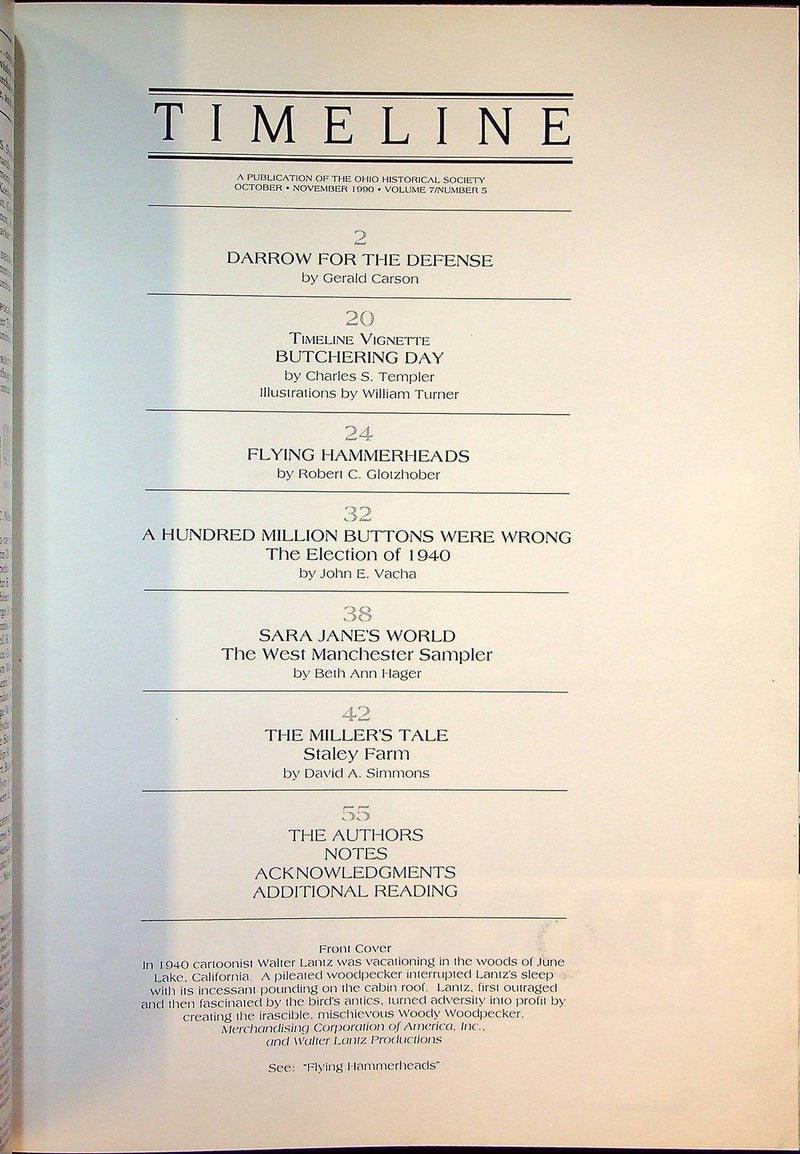 TIMELINE
A PUBLICATION OF THE OHIO HISTORICAL SOCIETY
OCTOBER • NOVEMBER 1990 • VOLUME 7/NUMBER 5
2
DARROW FOR THE DEFENSE
by Gerald Carson
20
TIMELINE VIGNETTE
BUTCHERING DAY
by Charles S. Templer
Illustrations by William Turner
24
FLYING HAMMERHEADS
by Robert C. Glotzhober
32
A HUNDRED MILLION BUTTONS WERE WRONG
The Election of 1940
by John E. Vacha
38
SARA JANE'S WORLD
The West Manchester Sampler
by Beth Ann Hager
42
THE MILLER'S TALE
Staley Farm
by David A. Simmons
55
THE AUTHORS
NOTES
ACKNOWLEDGMENTS
ADDITIONAL READING
Front Cover
In 1940 cartoonist Walter Lantz was vacationing in the woods of June
Lake, California. A pileated woodpecker interrupted Lantz's sleep
with its incessant pounding on the cabin roof. Lantz, first outraged
and then fascinated by the bird's antics, turned adversity into profit by
creating the irascible, mischievous Woody Woodpecker.
Merchandising Corporation of America, Inc.,
and Walter Lantz Productions
See: "Flying Hammerheads"